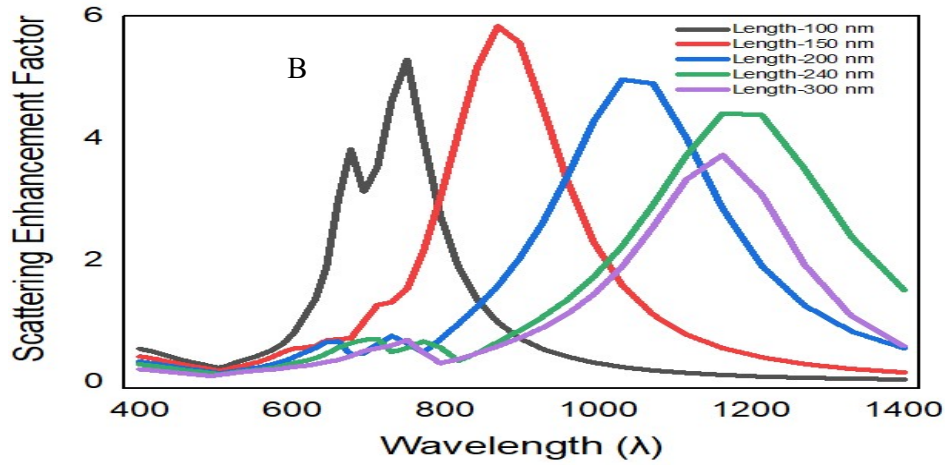 B
Length-100 nm
Length-150 nm
Length-200 nm
Length-240 nm
Length-300 nm
Scattering Enhancement Factor
6
4
2
0
400 600 800 1000 1200 1400
Wavelength (λ)